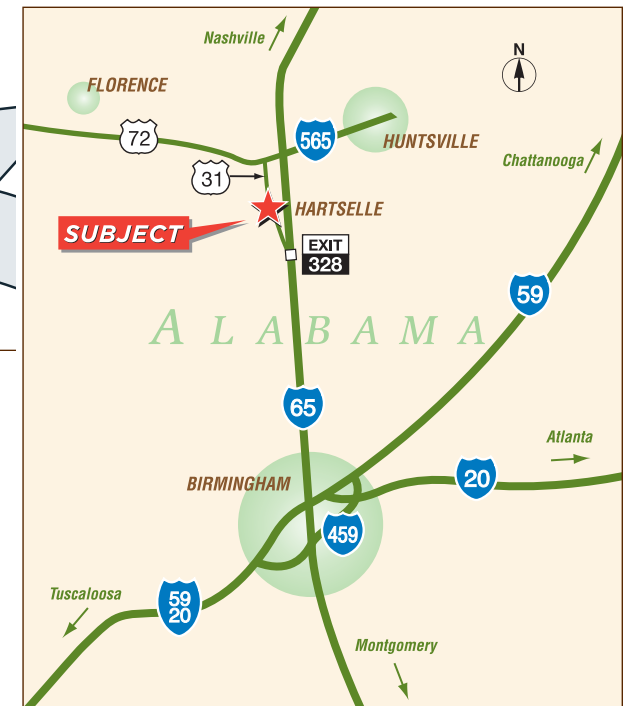 Nashville
N
FLORENCE
72
565
HUNTSVILLE
Chattanooga
31
HARTSELLE
SUBJECT
EXIT
328
59
ALABAMA
65
Atlanta
BIRMINGHAM
20
459
Tuscaloosa
59
20
Montgomery